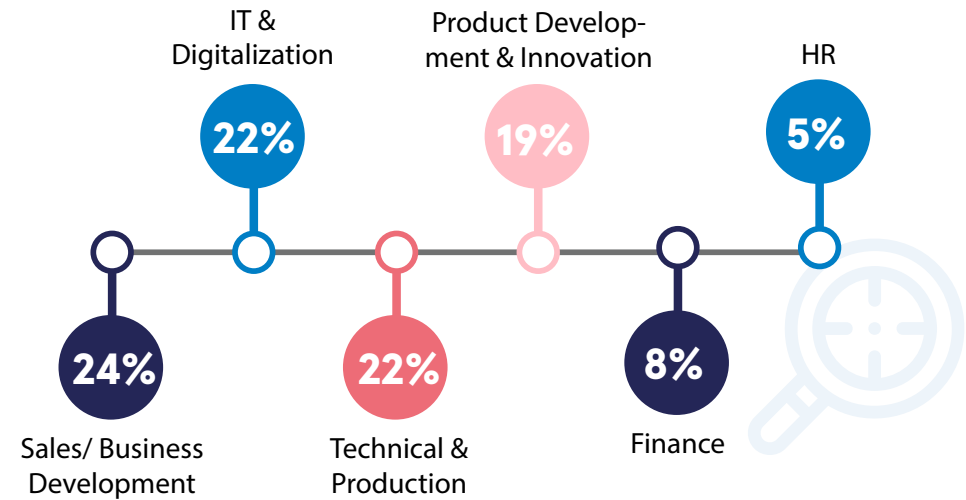 IT &
Digitalization
Product Develop-
ment & Innovation
HR
22%
19%
5%
24%
22%
8%
Sales/ Business
Development
Technical &
Production
Finance